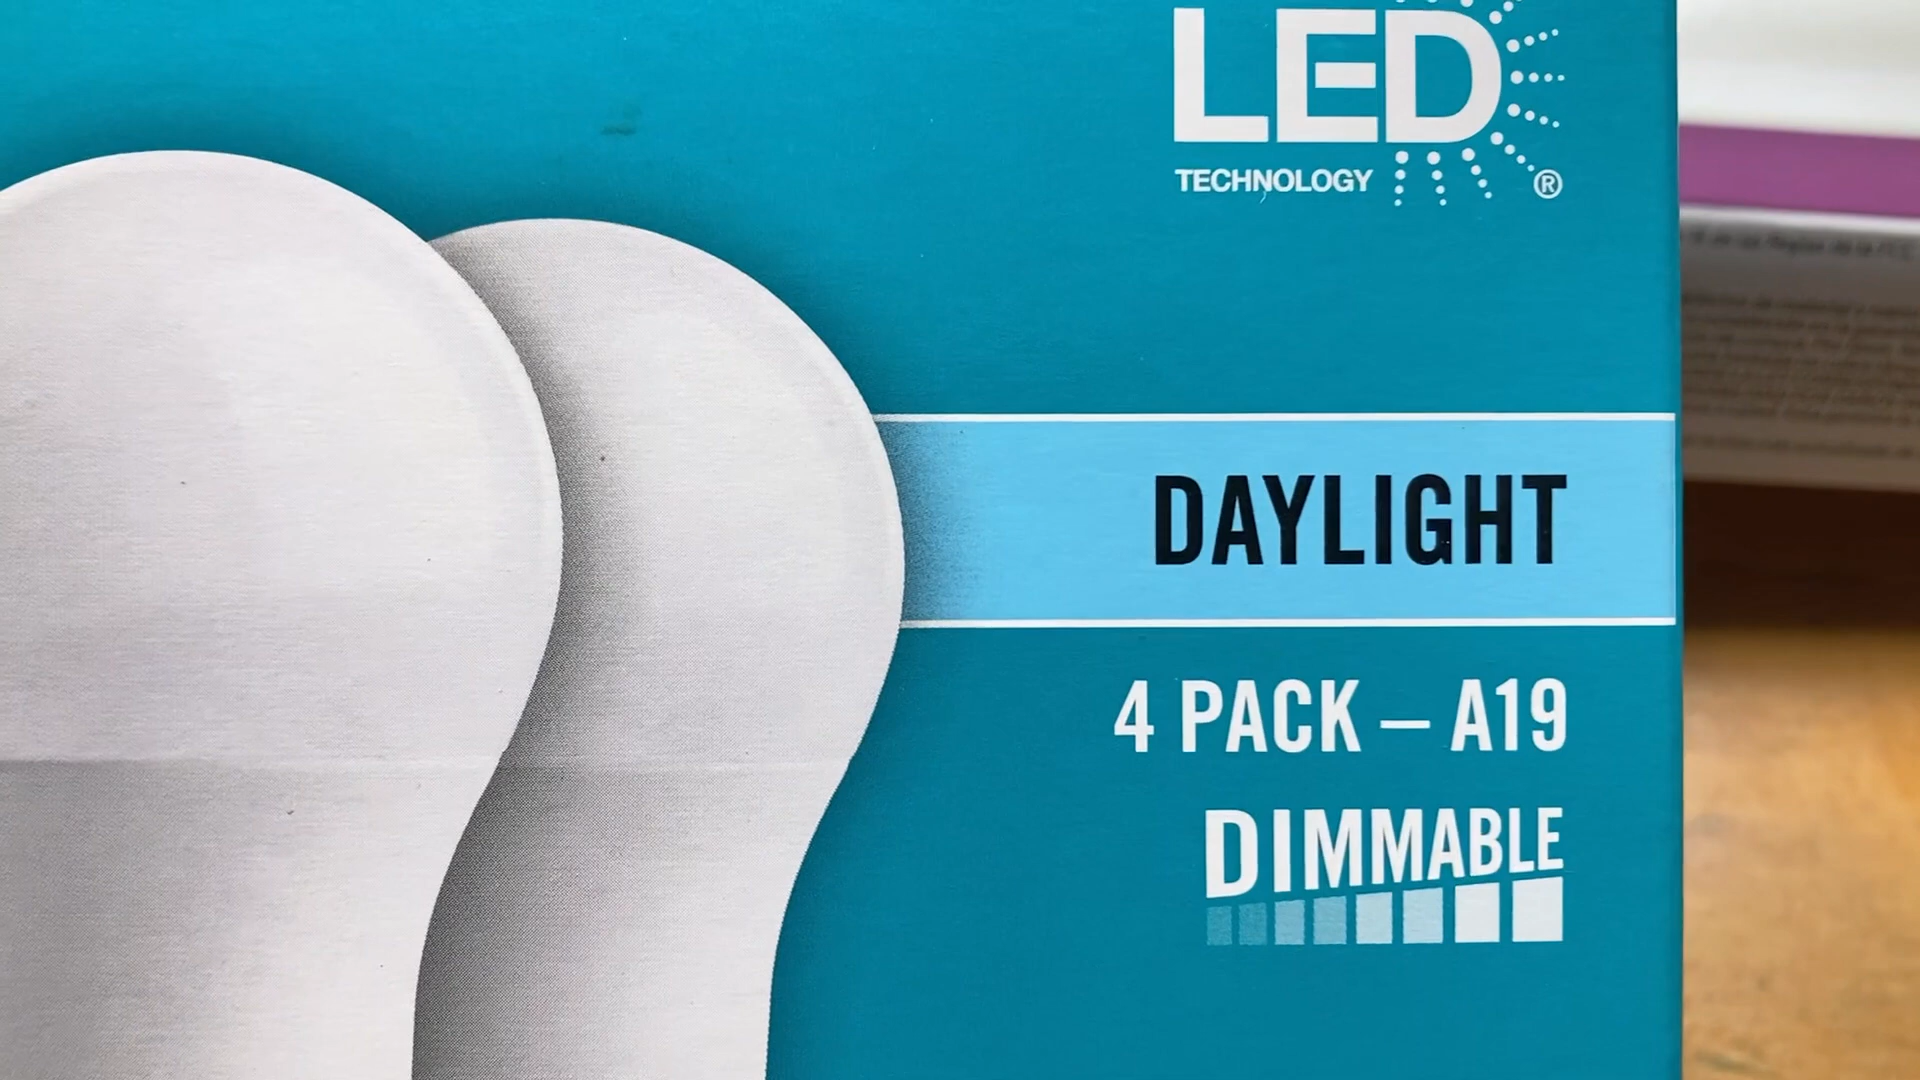 LED
TECHNOLOGY ®
DAYLIGHT
4 PACK – A19
DIMMABLE